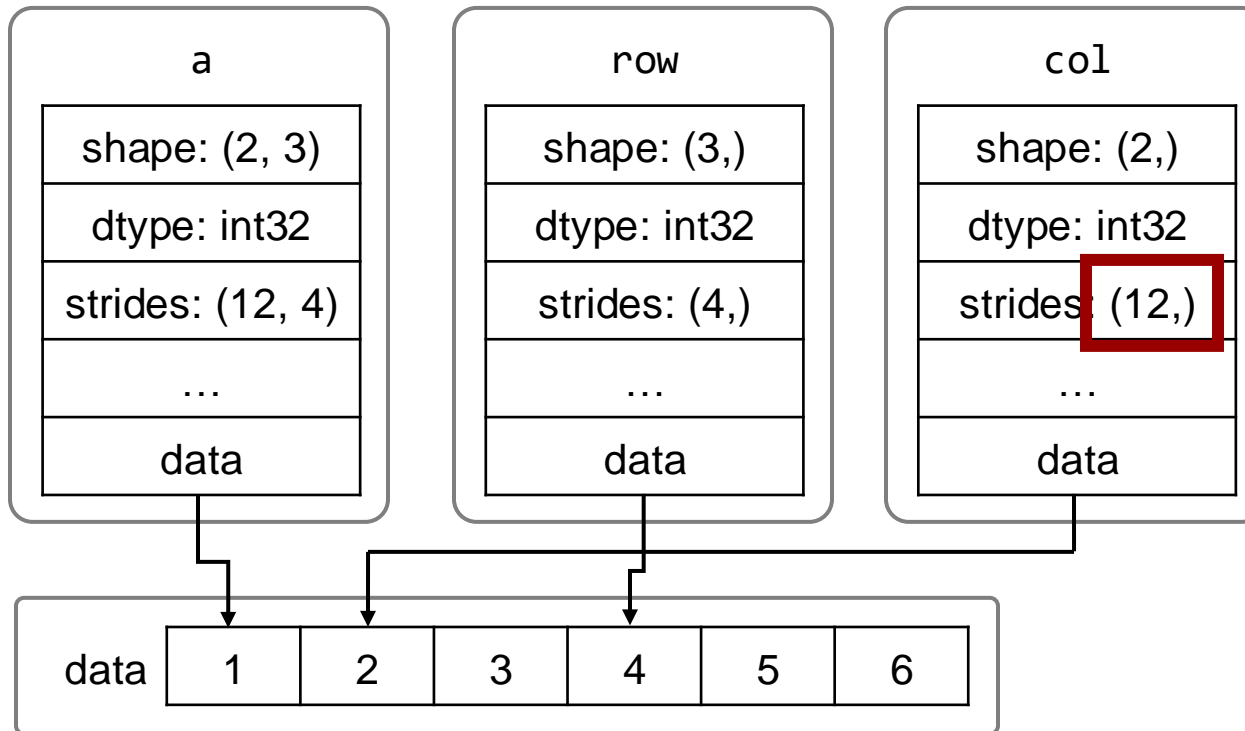 a
shape: (2, 3)
dtype: int32
strides: (12, 4)
...
data
row
shape: (3,)
dtype: int32
strides: (4,)
...
data
col
shape: (2,)
dtype: int32
strides: (12,)
...
data
data 1 2 3 4 5 6